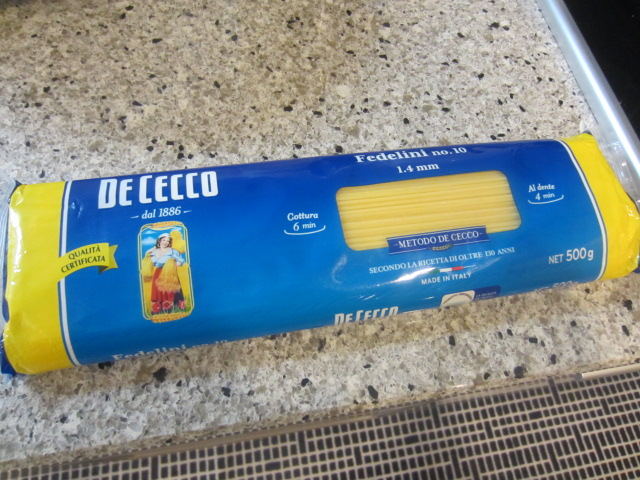 Fedelini no. 10
1.4 mm
DE CECCO
dal 1886
Cottura
6 min
Al dente
4 min
QUALITÀ
CERTIFICATA
METODO DE CECCO
SECONDO LA RICETTA DI OLTRE 130 ANNI
MADE IN ITALY
NET 500g
DE CECCO
Fedelini